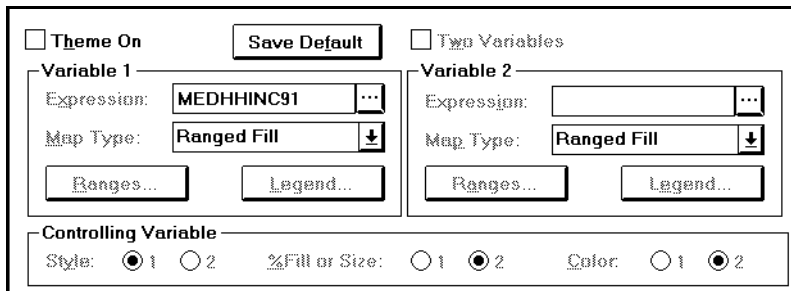 Theme On Save Default Two Variables
Variable 1 Variable 2
Expression: MEDHHINC91 ... Expression: ...
Map Type: Ranged Fill Map Type: Ranged Fill
Ranges... Legend... Ranges... Legend...
Controlling Variable
Style: 1 2 %Fill or Size: 1 2 Color: 1 2